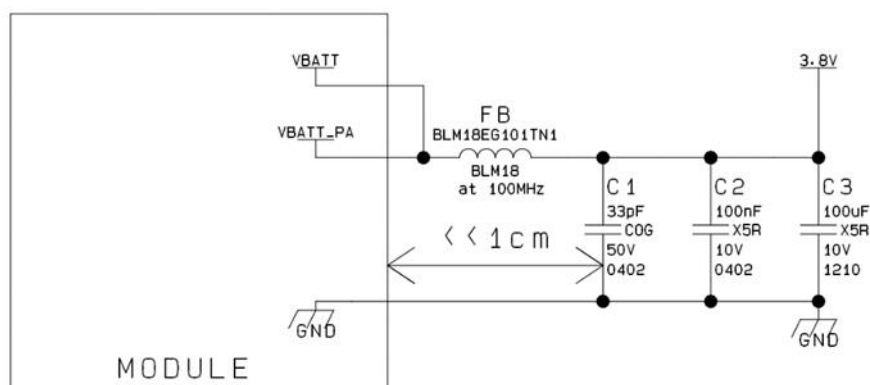 VBATT
3.8V
FB
BLM18EG101TN1
VBATT_PA
BLM18
at 100MHz
C1
33pF
C0G
50V
0402
C2
100nF
X5R
10V
0402
C3
100uF
X5R
10V
1210
<<1cm
GND
GND
MODULE